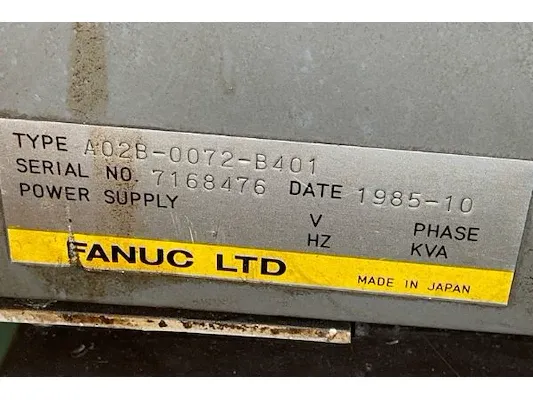 TYPE A02B-0072-B401
SERIAL NO. 7168476 DATE 1985-10
POWER SUPPLY V PHASE
HZ KVA
FANUC LTD MADE IN JAPAN